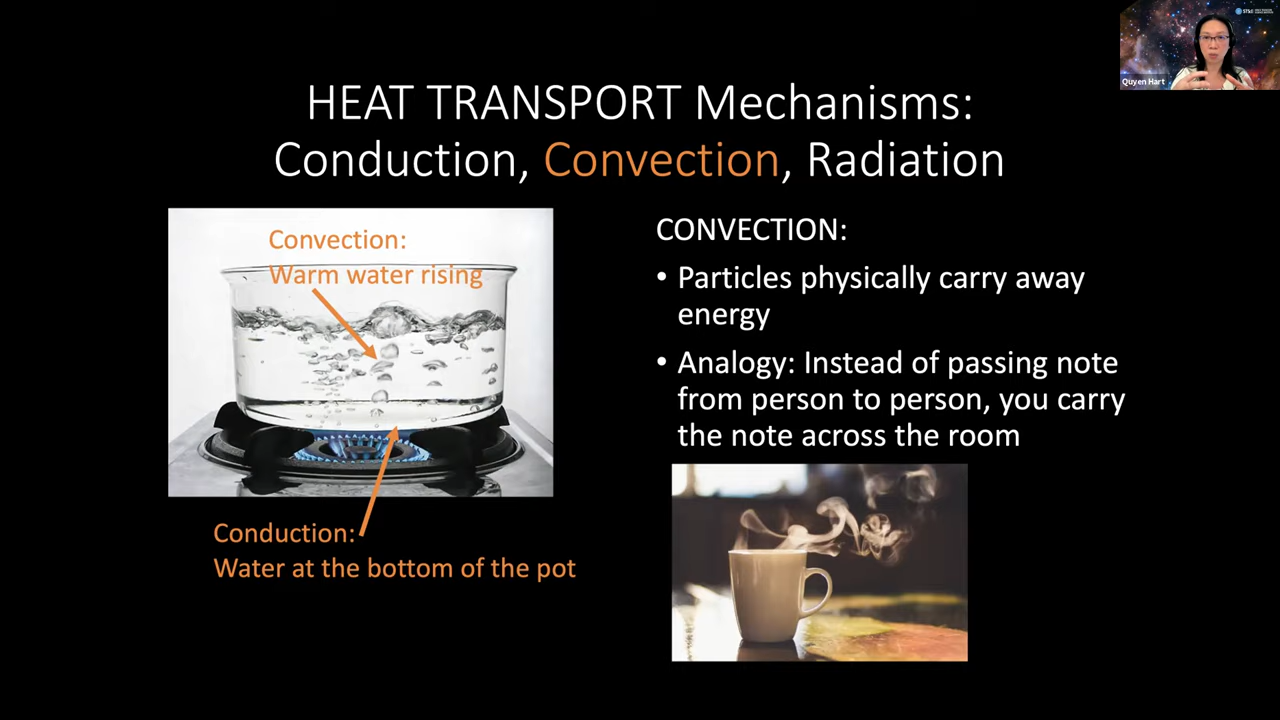 Quyen Hart
HEAT TRANSPORT Mechanisms:
Conduction, Convection, Radiation
Convection:
Warm water rising
Conduction:
Water at the bottom of the pot
CONVECTION:
• Particles physically carry away
energy
• Analogy: Instead of passing note
from person to person, you carry
the note across the room